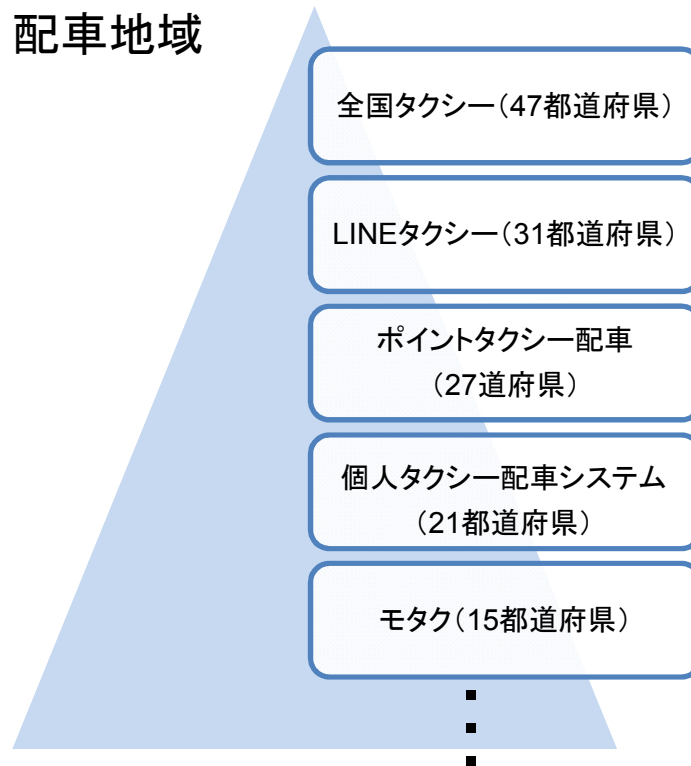 配車地域
全国タクシー（47都道府県）
LINEタクシー（31都道府県）
ポイントタクシー配車
（27道府県）
個人タクシー配車システム
（21都道府県）
モタク（15都道府県）